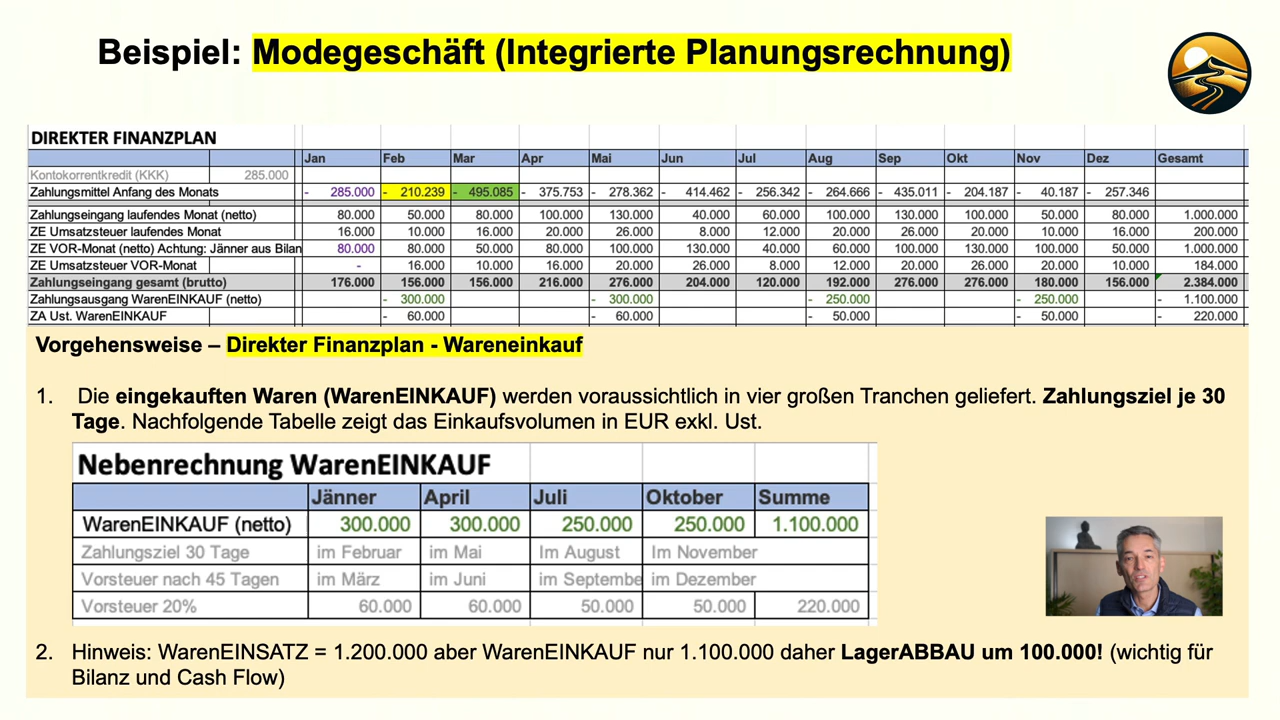 Beispiel: Modegeschäft (Integrierte Planungsrechnung)
DIREKTER FINANZPLAN
Jan Feb Mar Apr Mai Jun Jul Aug Sep Okt Nov Dez Gesamt
Kontokorrentkredit (KKK) 285.000
Zahlungsmittel Anfang des Monats - 285.000 - 210.239 - 495.085 - 375.753 - 278.362 - 414.462 - 256.342 - 264.666 - 435.011 - 204.187 - 40.187 - 257.346
Zahlungseingang laufendes Monat (netto) 80.000 50.000 80.000 100.000 130.000 40.000 60.000 100.000 130.000 100.000 50.000 80.000 1.000.000
ZE Umsatzsteuer laufendes Monat 16.000 10.000 16.000 20.000 26.000 8.000 12.000 20.000 26.000 20.000 10.000 16.000 200.000
ZE VOR-Monat (netto) Achtung: Jänner aus Bilan 80.000 80.000 50.000 80.000 100.000 130.000 40.000 60.000 100.000 130.000 100.000 50.000 1.000.000
ZE Umsatzsteuer VOR-Monat - 16.000 10.000 16.000 20.000 26.000 8.000 12.000 20.000 26.000 20.000 10.000 184.000
Zahlungseingang gesamt (brutto) 176.000 156.000 156.000 216.000 276.000 204.000 120.000 192.000 276.000 276.000 180.000 156.000 2.384.000
Zahlungsausgang WarenEINKAUF (netto) - 300.000 - 300.000 - 250.000 - 250.000 - 1.100.000
ZA Ust. WarenEINKAUF - 60.000 - 60.000 - 50.000 - 50.000 - 220.000
Vorgehensweise – Direkter Finanzplan - Wareneinkauf
1. Die eingekauften Waren (WarenEINKAUF) werden voraussichtlich in vier großen Tranchen geliefert. Zahlungsziel je 30
Tage. Nachfolgende Tabelle zeigt das Einkaufsvolumen in EUR exkl. Ust.
Nebenrechnung WarenEINKAUF
Jänner April Juli Oktober Summe
WarenEINKAUF (netto) 300.000 300.000 250.000 250.000 1.100.000
Zahlungsziel 30 Tage im Februar im Mai Im August Im November
Vorsteuer nach 45 Tagen im März im Juni im Septembe im Dezember
Vorsteuer 20% 60.000 60.000 50.000 50.000 220.000
2. Hinweis: WarenEINSATZ = 1.200.000 aber WarenEINKAUF nur 1.100.000 daher LagerABBAU um 100.000! (wichtig für
Bilanz und Cash Flow)